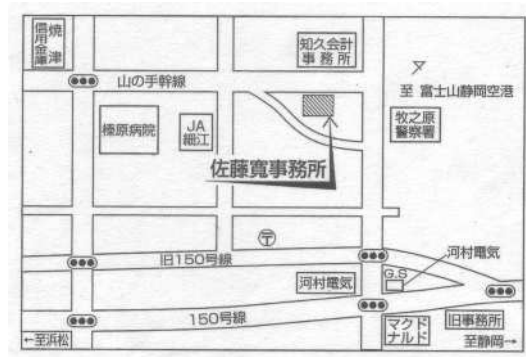 焼津
信用金庫
知久会計
事務所
山の手幹線
至 富士山静岡空港
榛原病院
JA
細江
牧之原
警察署
佐藤寛事務所
〒
旧150号線
河村電気
河村電気
G.S
150号線
マクド
ナルド
旧事務所
←至浜松
至静岡→